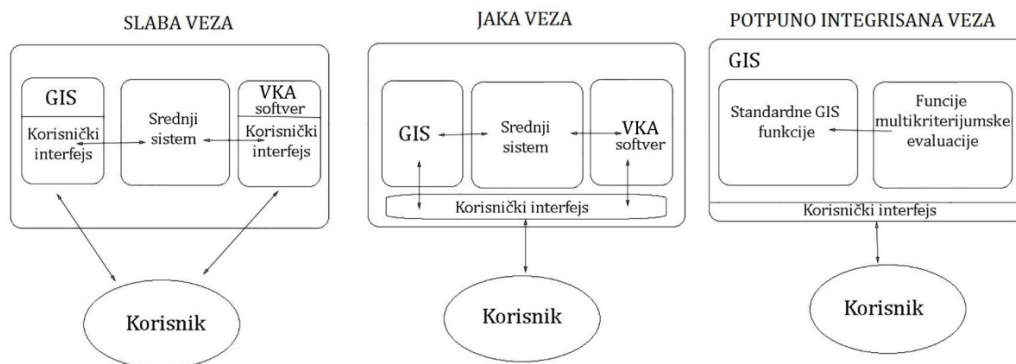 SLABA VEZA
GIS
Korisnički
interfejs
Srednji
sistem
VKA
softver
Korisnički
interfejs
Korisnik
JAKA VEZA
GIS
Srednji
sistem
VKA
softver
Korisnički interfejs
Korisnik
POTPUNO INTEGRISANA VEZA
GIS
Standardne GIS
funkcije
Funcije
multikriterijumske
evaluacije
Korisnički interfejs
Korisnik